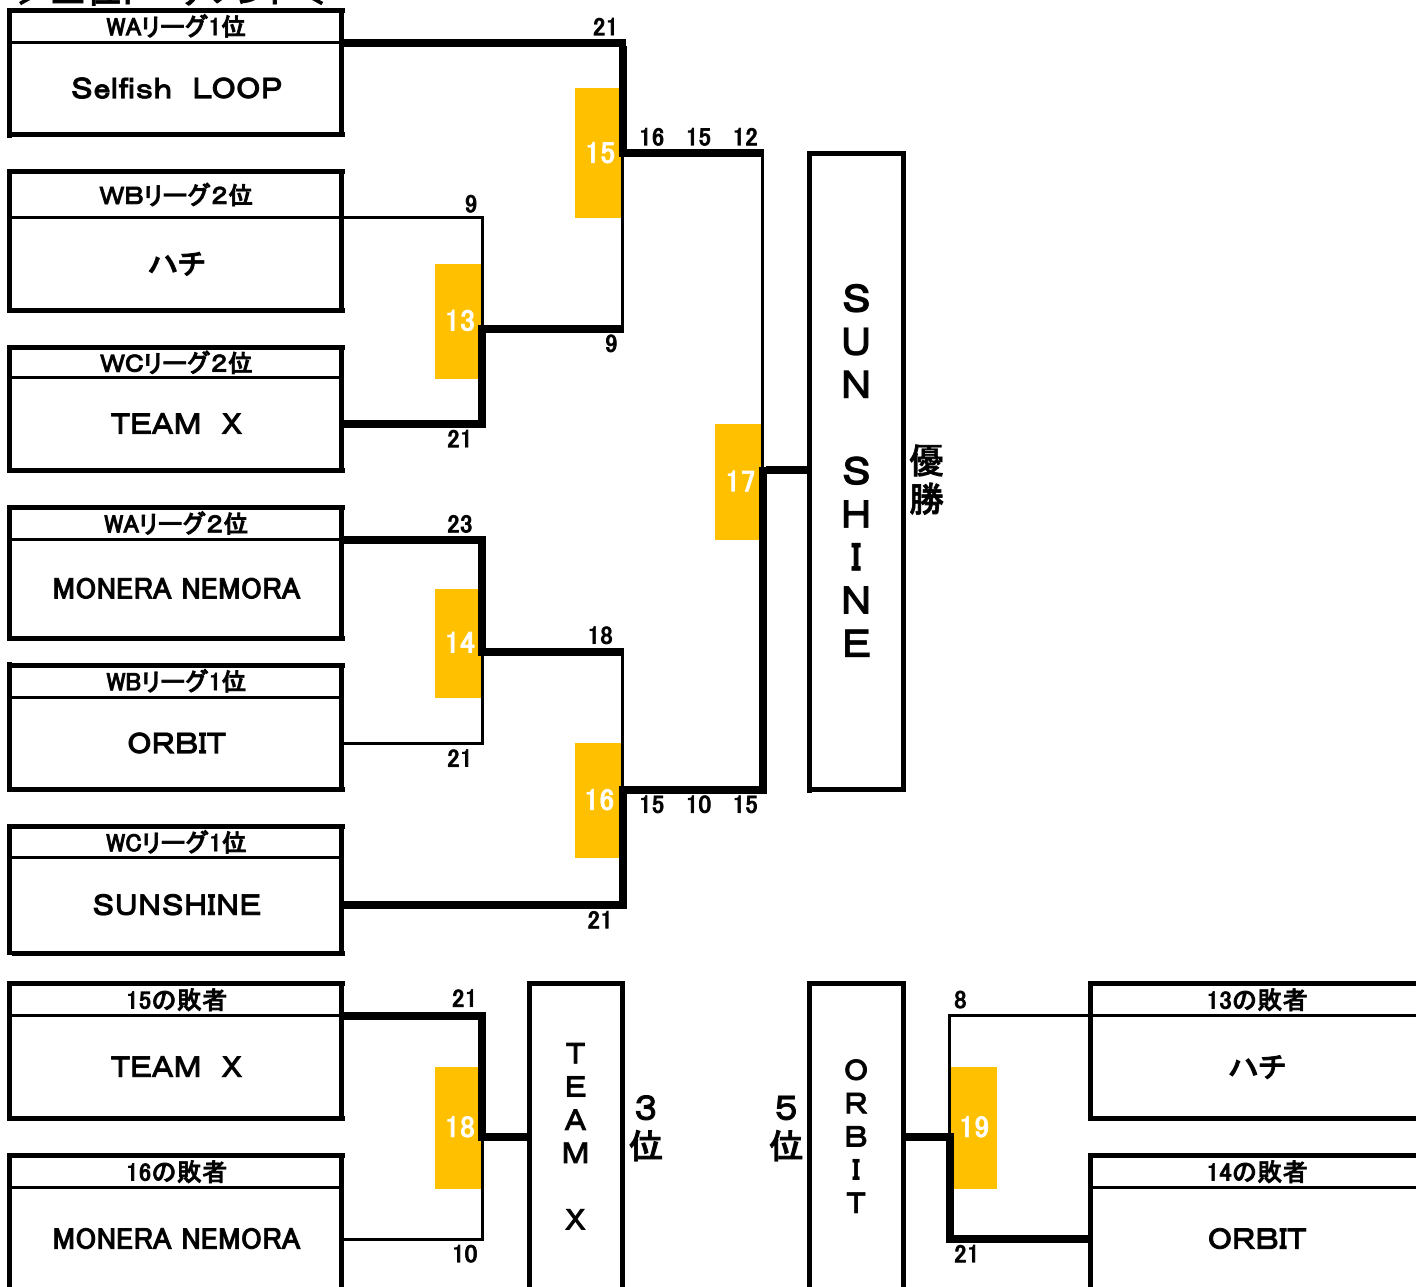 WAリーグ1位
21
Selfish LOOP
15
16 15 12
WBリーグ2位
9
ハチ
13
9
WCリーグ2位
TEAM X
21
17
SUN SHINE
優勝
WAリーグ2位
23
MONERA NEMORA
14
18
WBリーグ1位
ORBIT
21
16
15 10 15
WCリーグ1位
SUNSHINE
21
15の敗者
21
TEAM X
18
TEAM X
3位
16の敗者
MONERA NEMORA
10
5位
ORBIT
8
13の敗者
ハチ
19
14の敗者
ORBIT
21